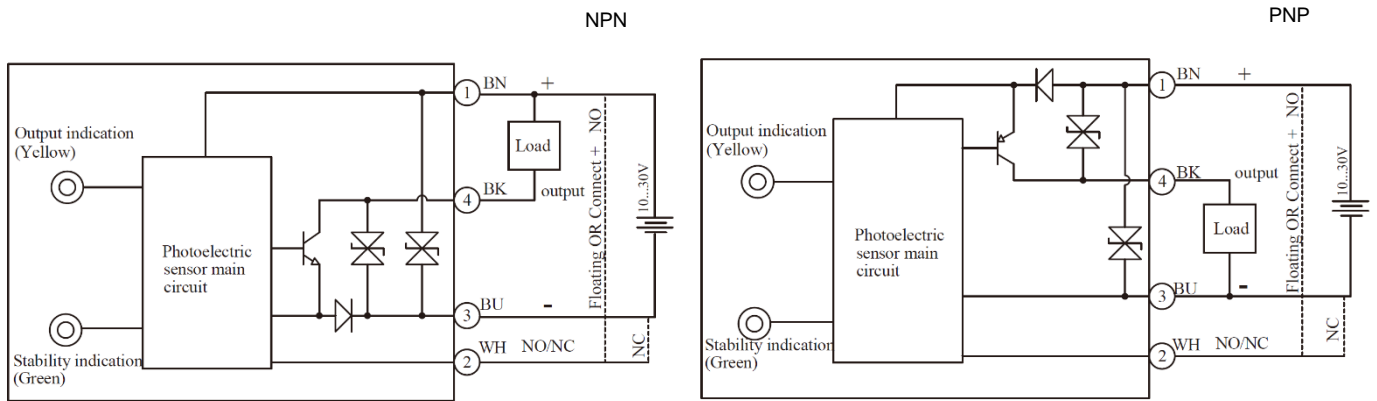 NPN
PNP
1 BN +
Output indication
(Yellow)
Load
4 BK output
Photoelectric
sensor main
circuit
3 BU -
Stability indication
(Green)
2 WH NO/NC
Floating OR Connect + NO
NC
10...30V
1 BN +
Output indication
(Yellow)
4 BK output
Load
Photoelectric
sensor main
circuit
3 BU -
Stability indication
(Green)
2 WH NO/NC
Floating OR Connect + NO
NC
10...30V